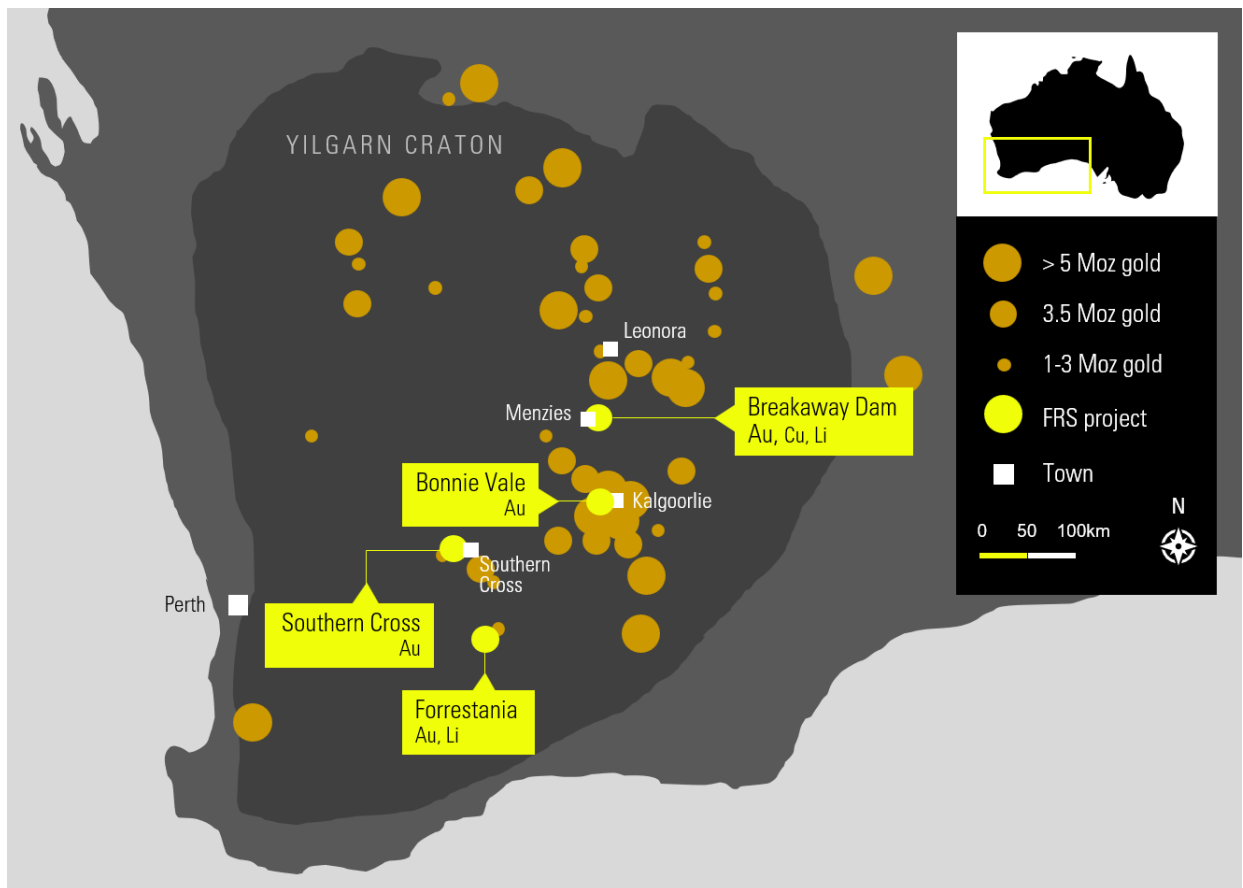 YILGARN CRATON
Leonora
Menzies
Breakaway Dam
Au, Cu, Li
Bonnie Vale
Au
Kalgoorlie
Southern
Cross
Perth
Southern Cross
Au
Forrestania
Au, Li
> 5 Moz gold
3.5 Moz gold
1-3 Moz gold
FRS project
Town
N
0 50 100km